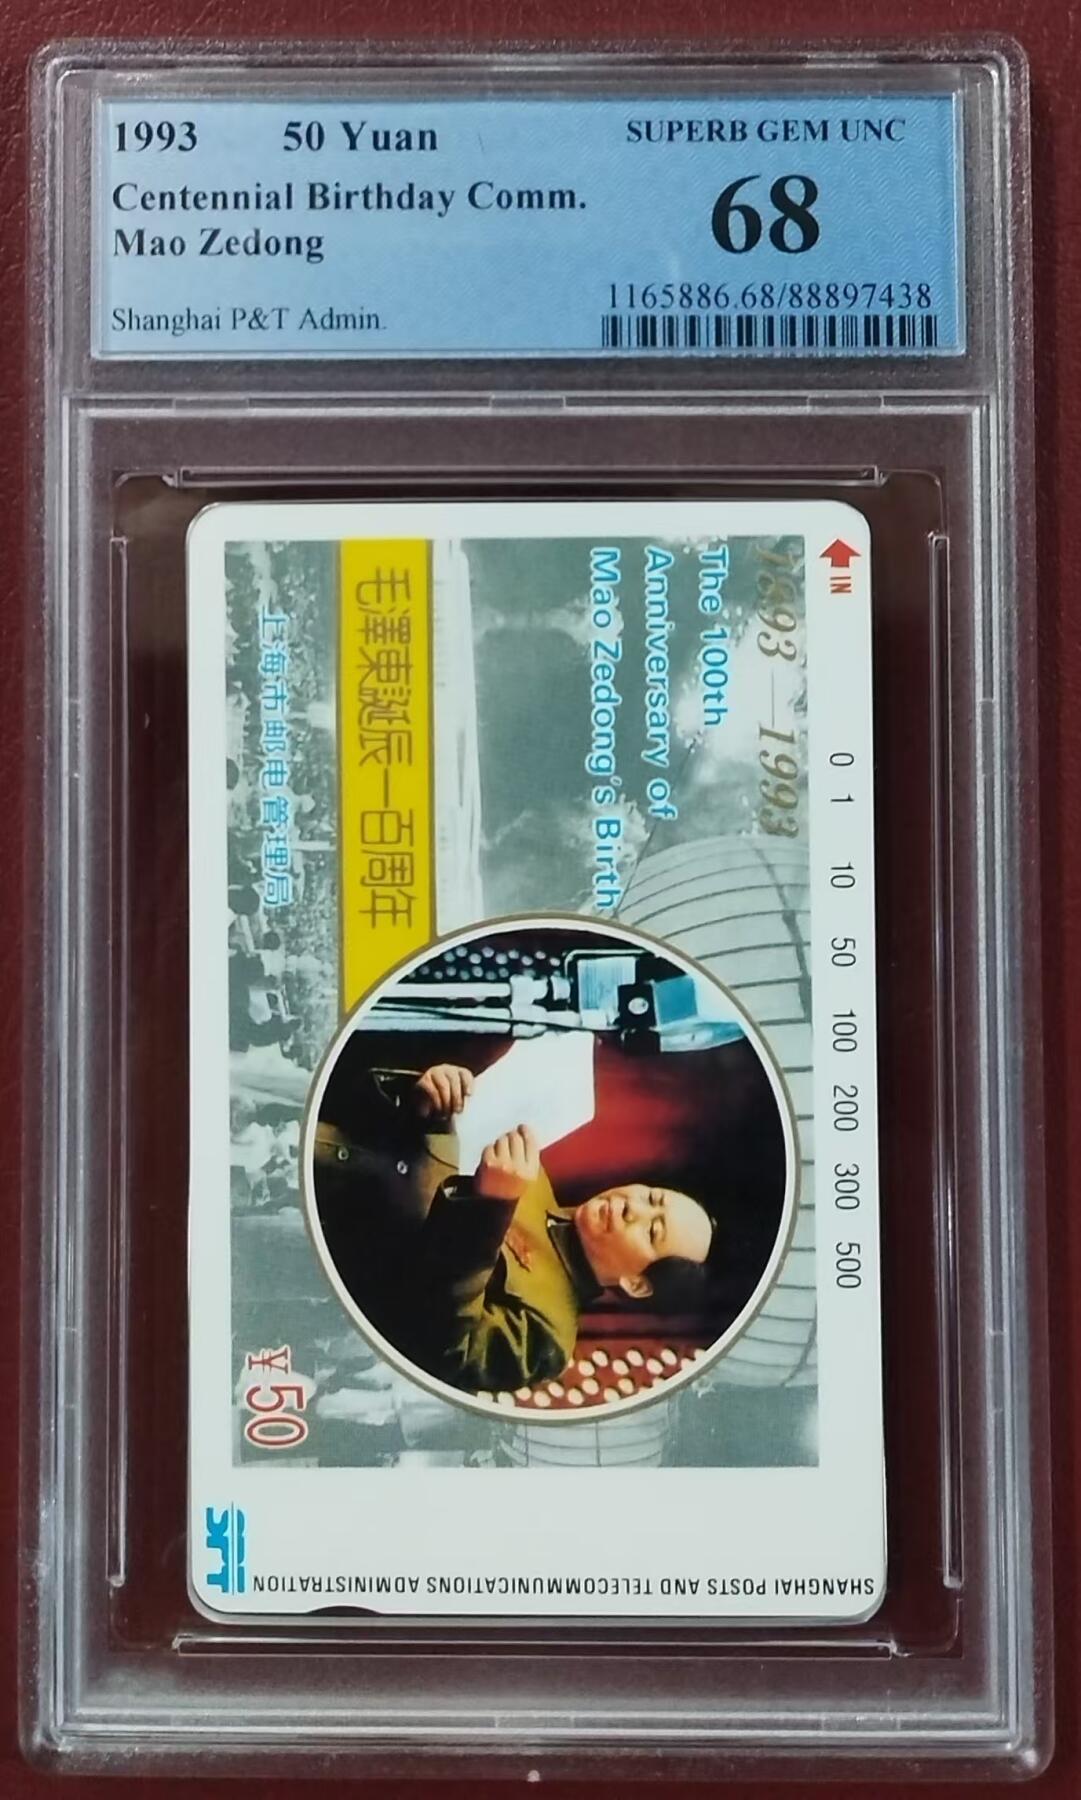 1993 50 Yuan
SUPERB GEM UNC
Centennial Birthday Comm.
68
Mao Zedong
1165886.68/88897438
Shanghai P&T Admin.
IN
0 1 10 50 100 200 300 500
1893—1993
The 100th
Anniversary of
Mao Zedong's Birth
毛澤東誕辰一百周年
上海市邮电管理局
¥50
SPT
SHANGHAI POSTS AND TELECOMMUNICATIONS ADMINISTRATION